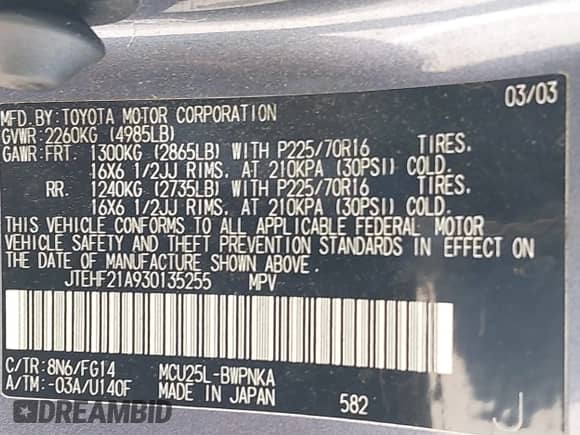 03/03
MFD.BY:TOYOTA MOTOR CORPORATION
GVWR:2260KG (4985LB)
GAWR:FRT. 1300KG (2865LB) WITH P225/70R16 TIRES.
16X6 1/2JJ RIMS. AT 210KPA (30PSI) COLD.
RR. 1240KG (2735LB) WITH P225/70R16 TIRES.
16X6 1/2JJ RIMS. AT 210KPA (30PSI) COLD.
THIS VEHICLE CONFORMS TO ALL APPLICABLE FEDERAL MOTOR
VEHICLE SAFETY AND THEFT PREVENTION STANDARDS IN EFFECT ON
THE DATE OF MANUFACTURE SHOWN ABOVE.
JTEHF21A930135255 MPV
C/TR:8N6/FG14 MCU25L-BWPNKA
A/TM:-03A/U140F MADE IN JAPAN 582
J
DREAMBID